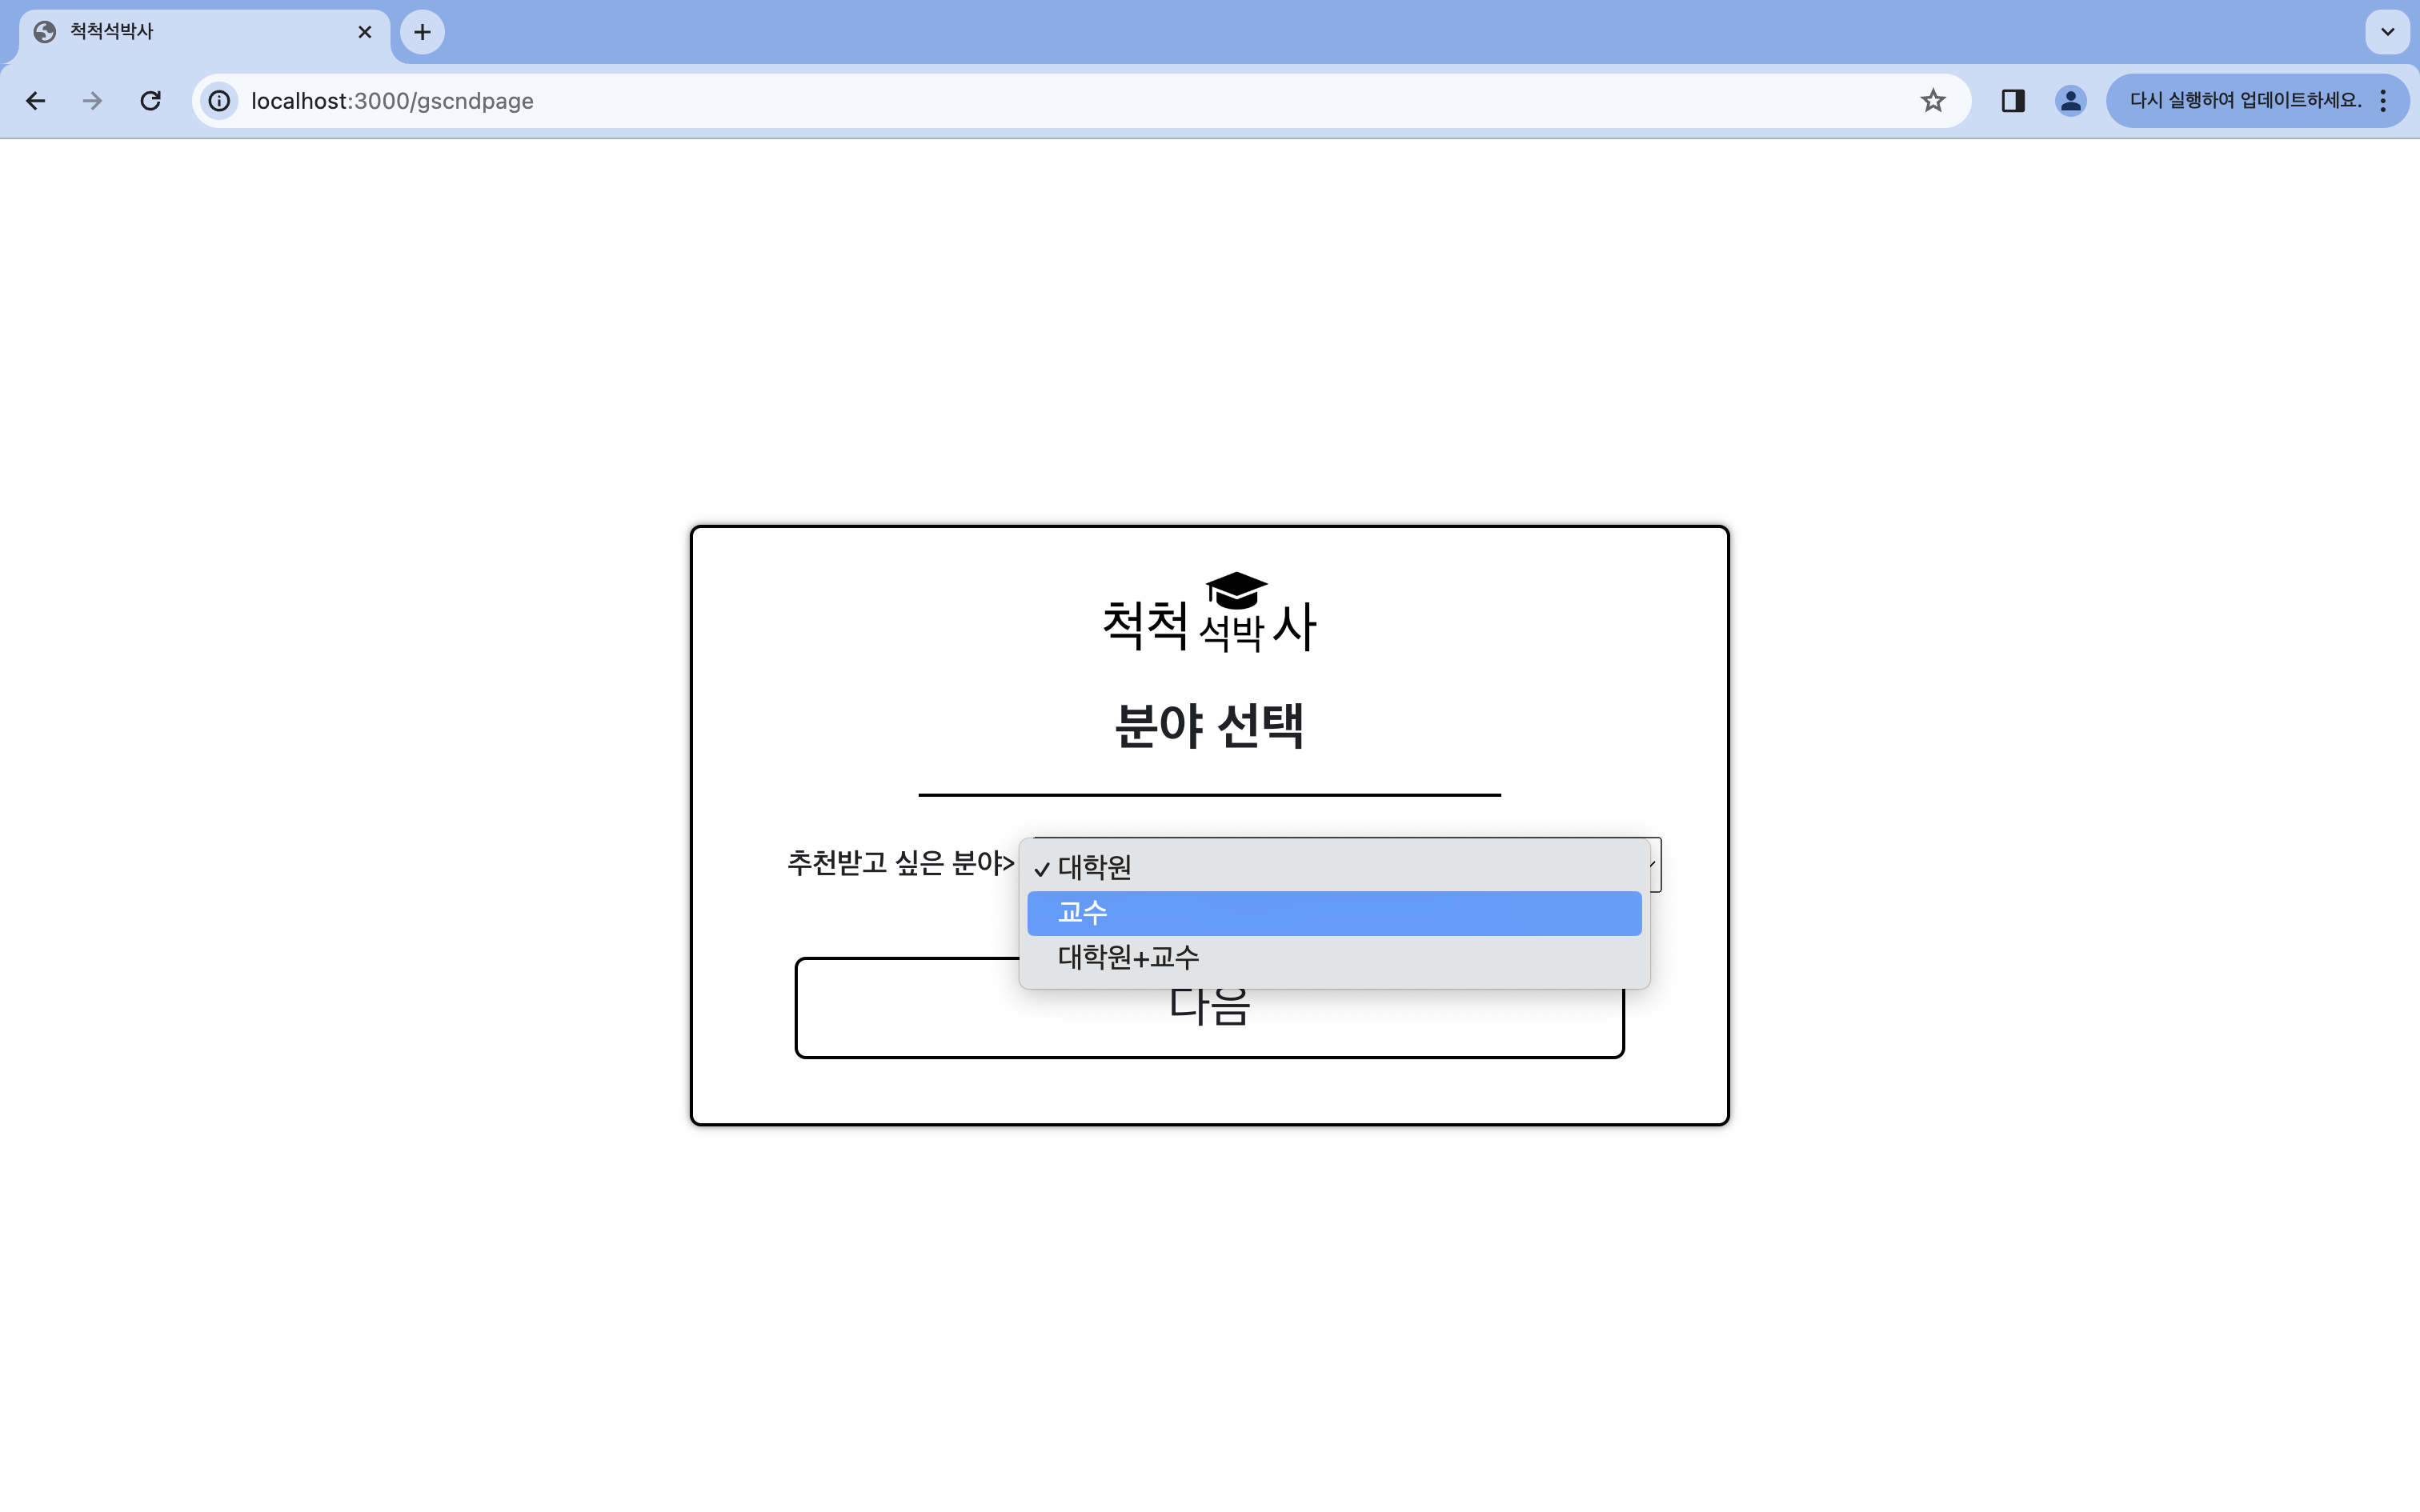 척척석박사
localhost:3000/gscndpage
다시 실행하여 업데이트하세요.
척척 석박 사
분야 선택
추천받고 싶은 분야>
대학원
교수
대학원+교수
다음